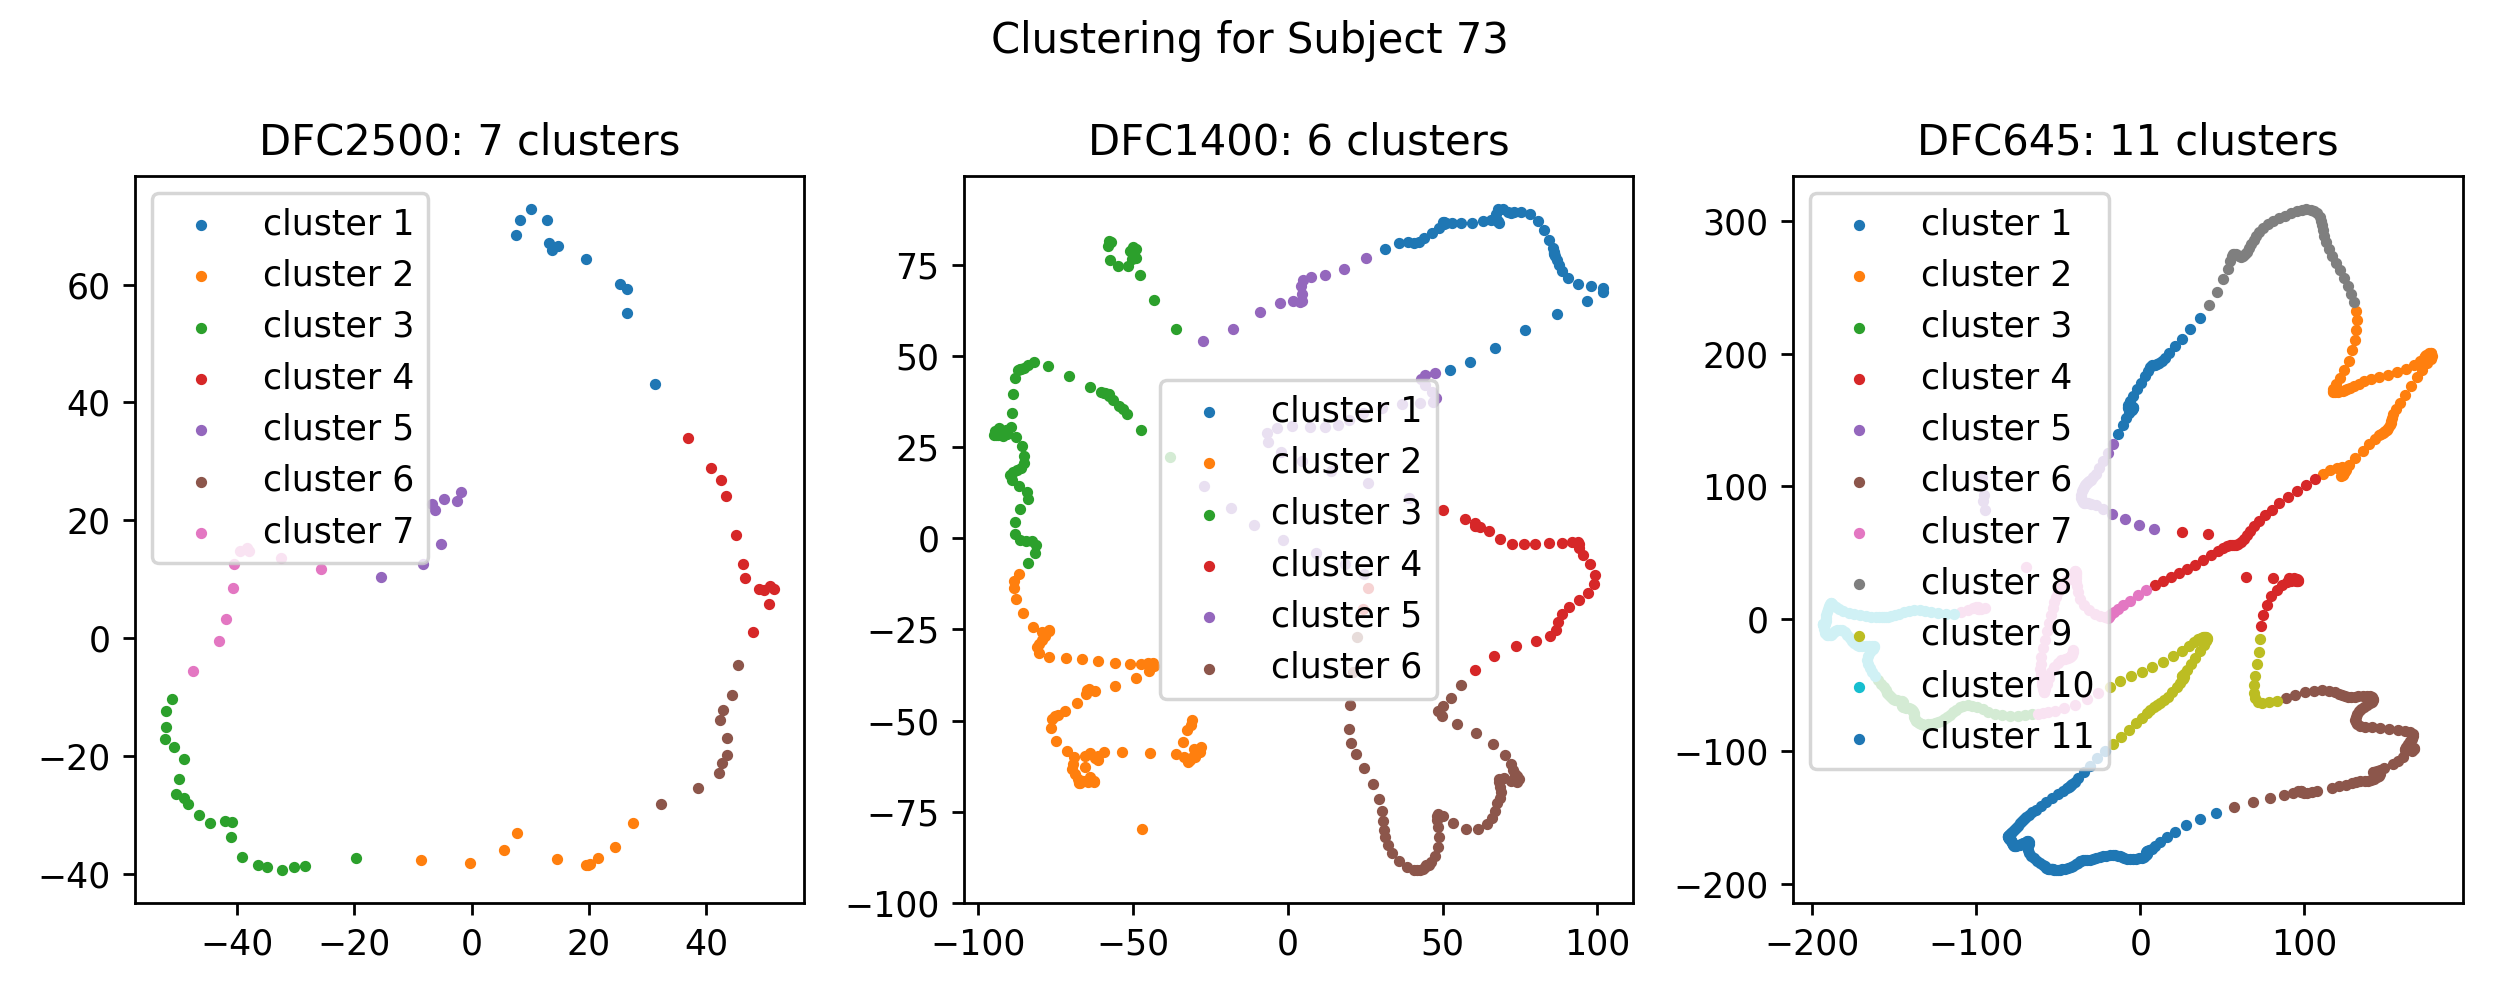 Clustering for Subject 73
DFC2500: 7 clusters
cluster 1
cluster 2
cluster 3
cluster 4
cluster 5
cluster 6
cluster 7
60
40
20
0
−20
−40
−40 −20 0 20 40
DFC1400: 6 clusters
75
50
25
0
−25
−50
−75
−100
cluster 1
cluster 2
cluster 3
cluster 4
cluster 5
cluster 6
−100 −50 0 50 100
DFC645: 11 clusters
300
200
100
0
−100
−200
cluster 1
cluster 2
cluster 3
cluster 4
cluster 5
cluster 6
cluster 7
cluster 8
cluster 9
cluster 10
cluster 11
−200 −100 0 100